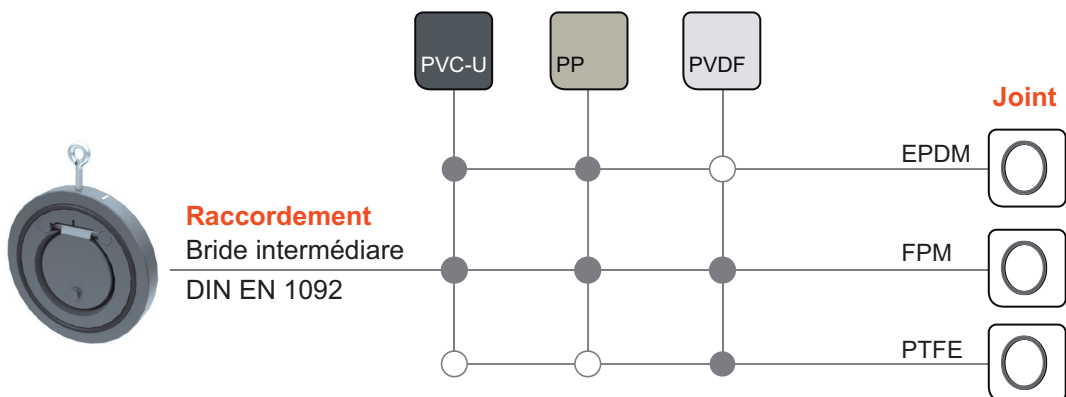 PVC-U
PP
PVDF
Joint
EPDM
Raccordement
Bride intermédiare
DIN EN 1092
FPM
PTFE